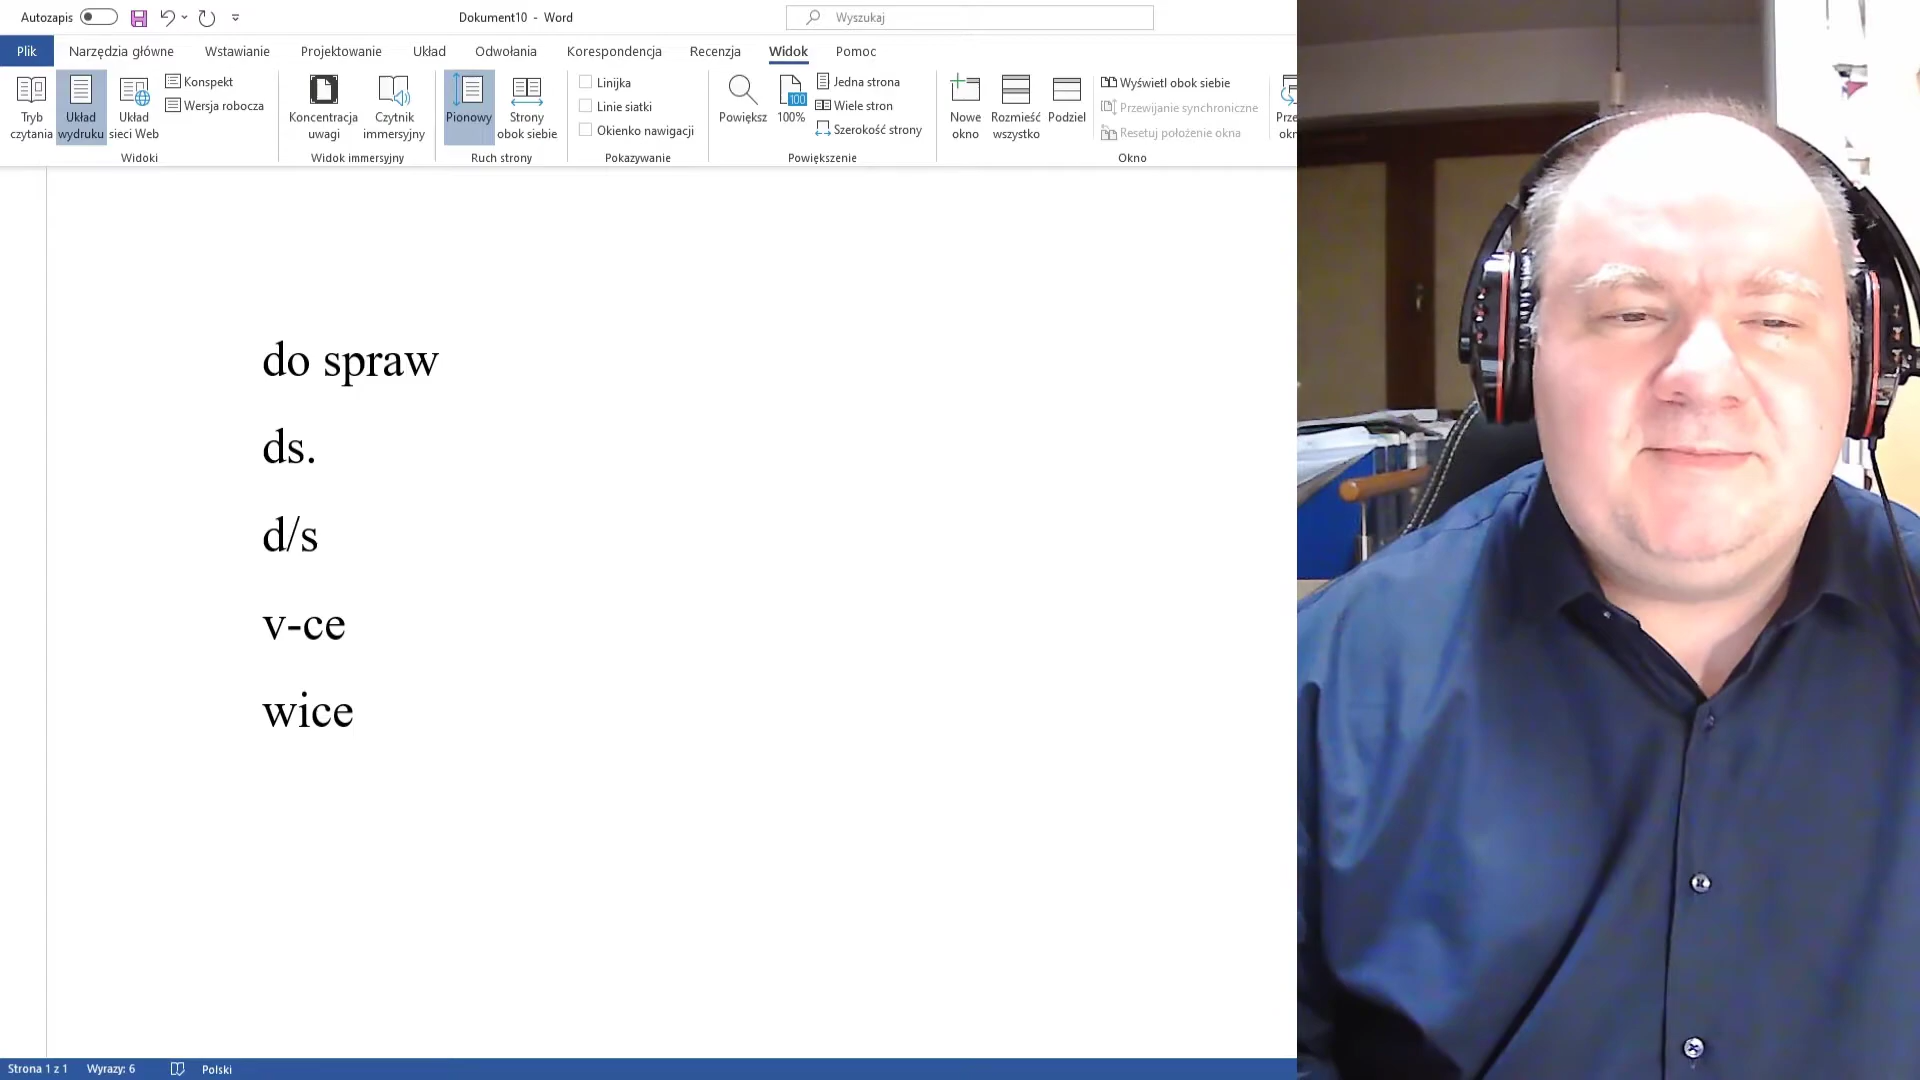 Autozapis
Dokument10 - Word
Wyszukaj
Plik
Narzędzia główne
Wstawianie
Projektowanie
Układ
Odwołania
Korespondencja
Recenzja
Widok
Pomoc
Tryb czytania
Układ wydruku
Układ sieci Web
Konspekt
Wersja robocza
Widoki
Koncentracja uwagi
Czytnik immersyjny
Widok immersyjny
Pionowy
Strony obok siebie
Ruch strony
Linijka
Linie siatki
Okienko nawigacji
Pokazywanie
Powiększ
100
100%
Jedna strona
Wiele stron
Szerokość strony
Powiększenie
Nowe okno
Rozmieść wszystko
Podziel
Wyświetl obok siebie
Przewijanie synchroniczne
Resetuj położenie okna
Okno
do spraw
ds.
d/s
v-ce
wice
Strona 1 z 1
Wyrazy: 6
Polski